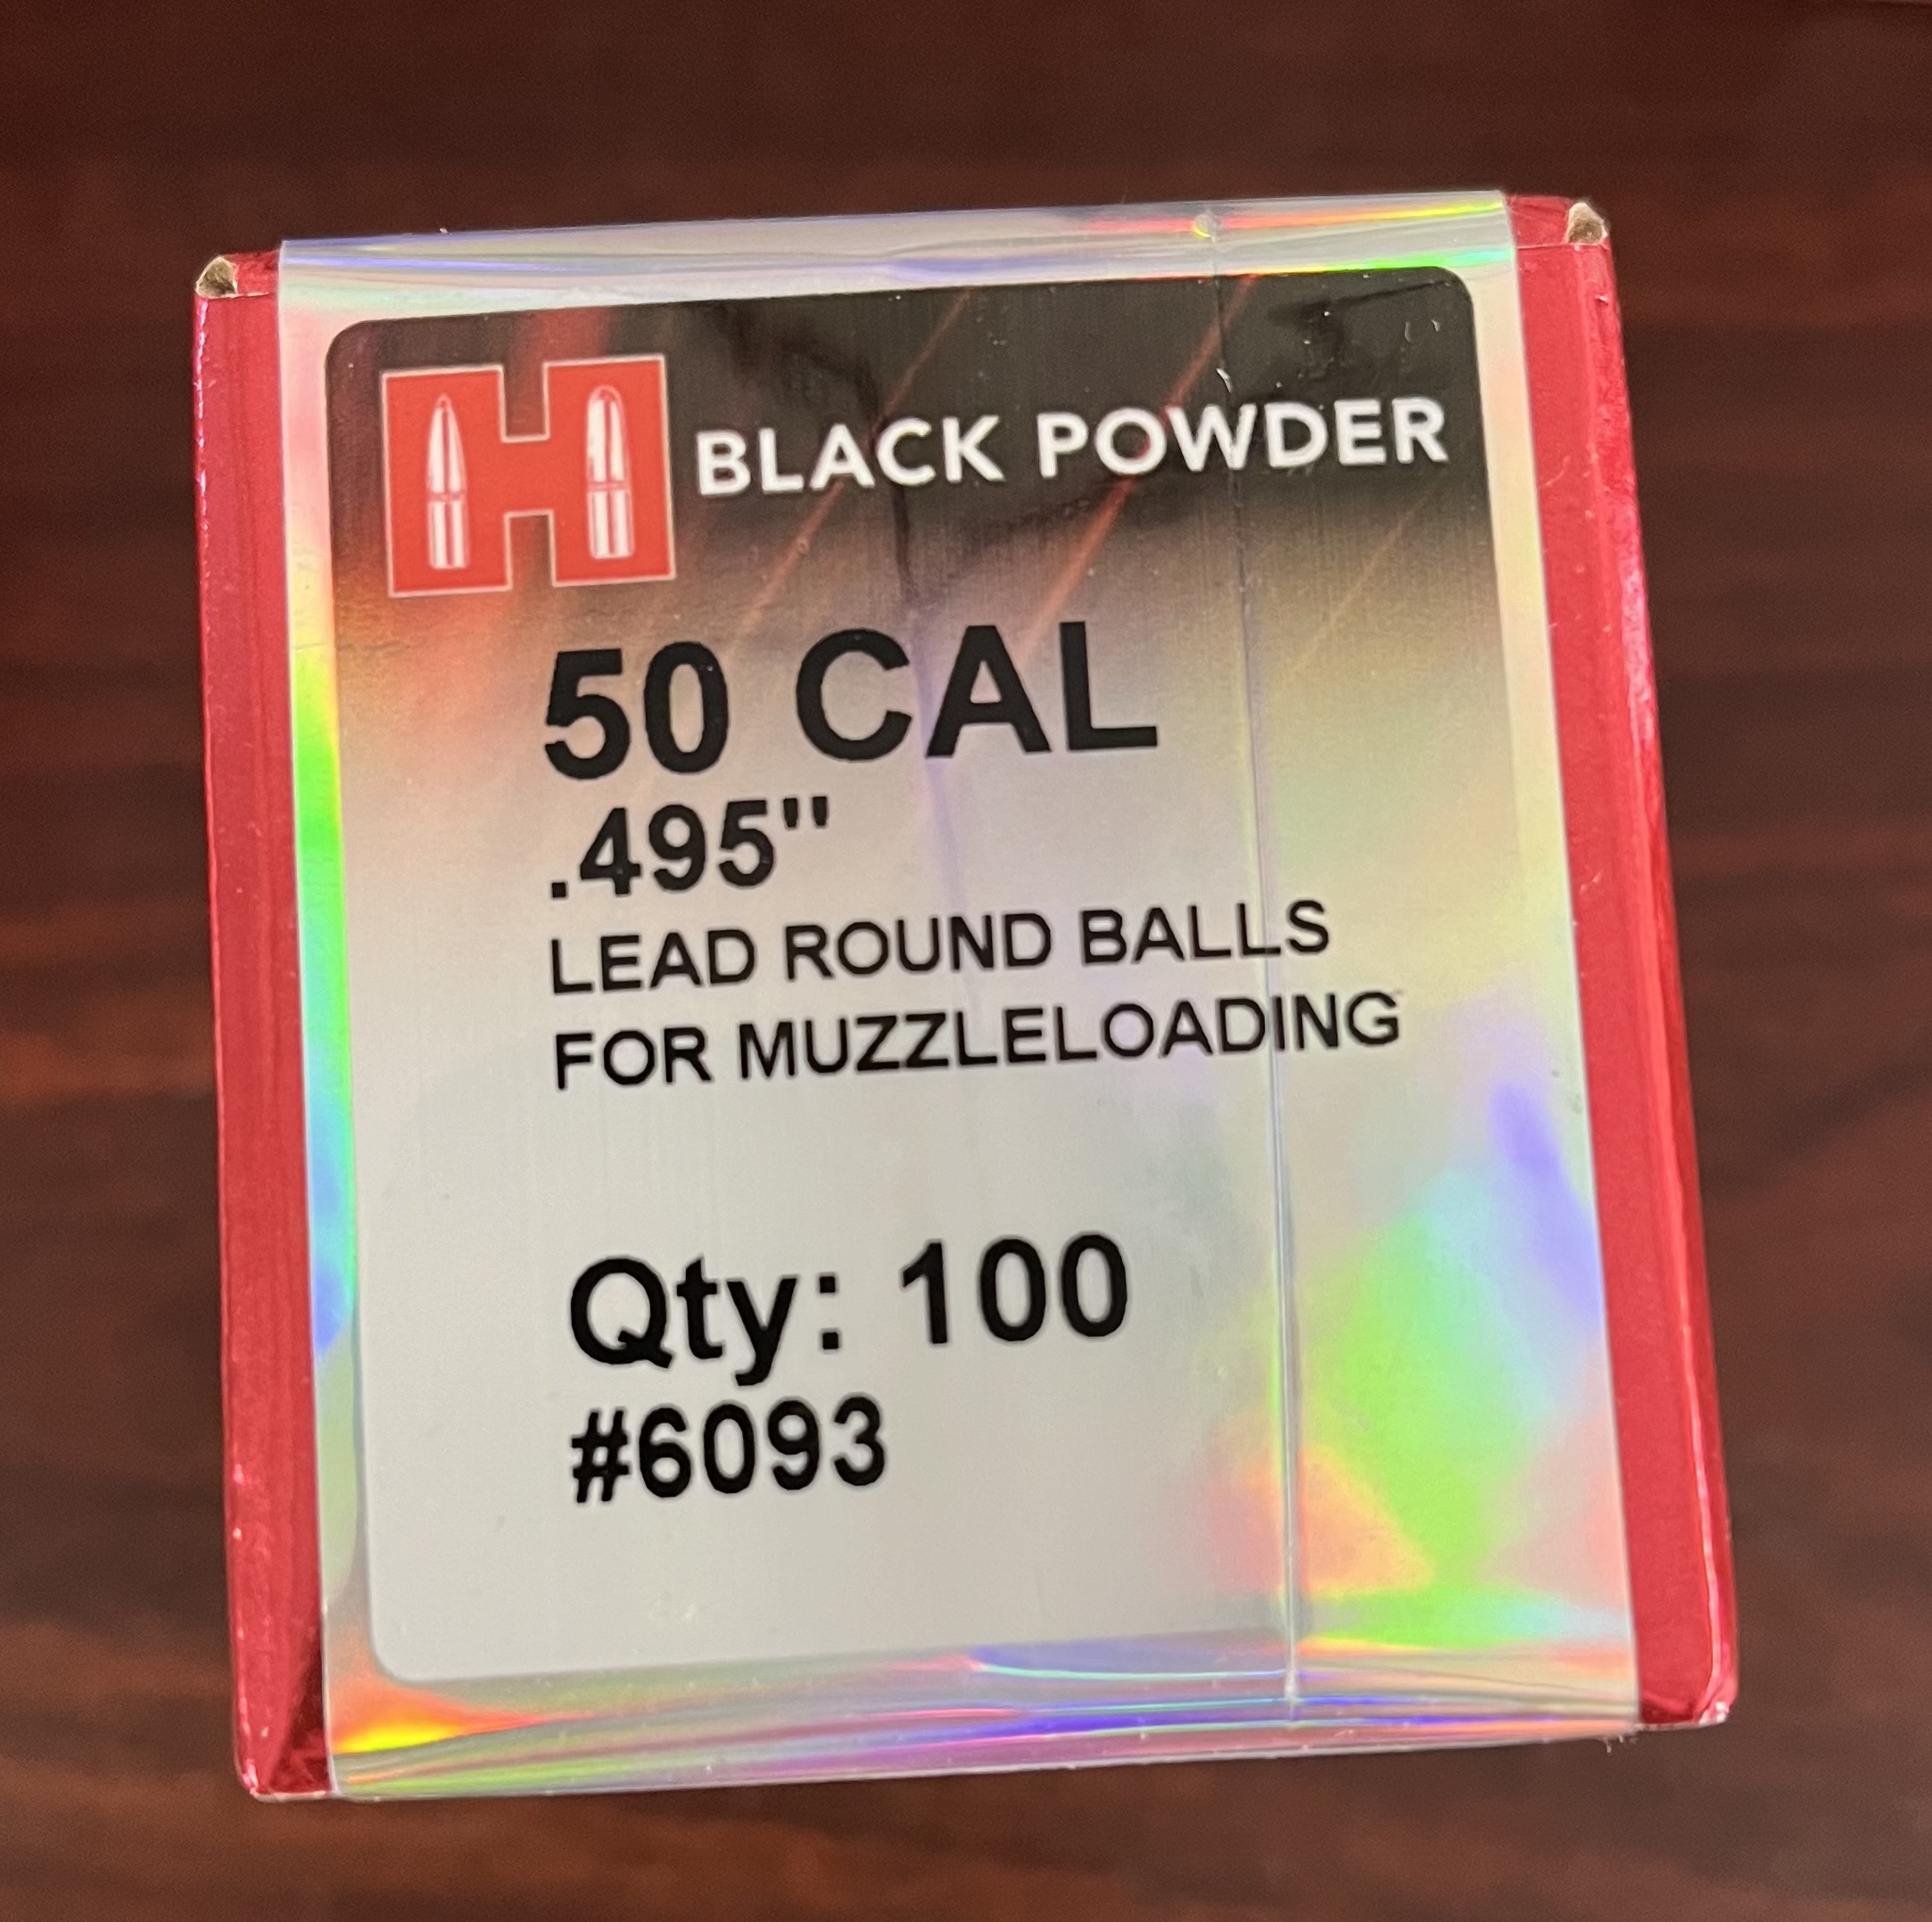 H BLACK POWDER
50 CAL
.495"
LEAD ROUND BALLS
FOR MUZZLELOADING
Qty: 100
#6093